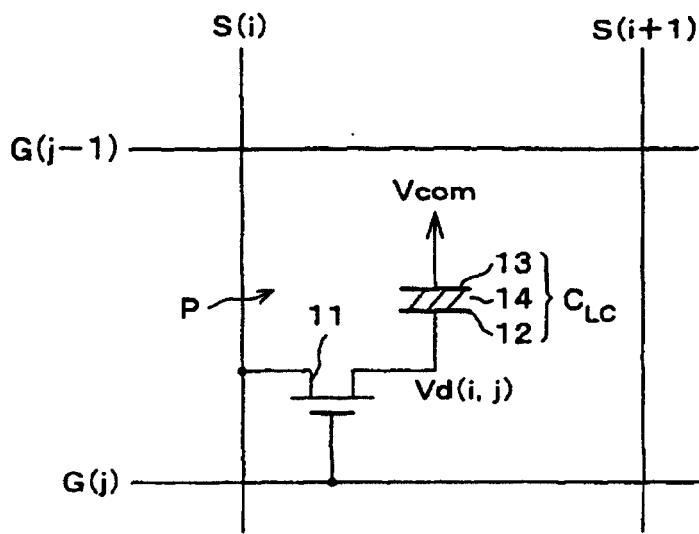 S(i)
S(i+1)
G(j-1)
Vcom
13
14
12
CLC
P
11
Vd(i, j)
G(j)